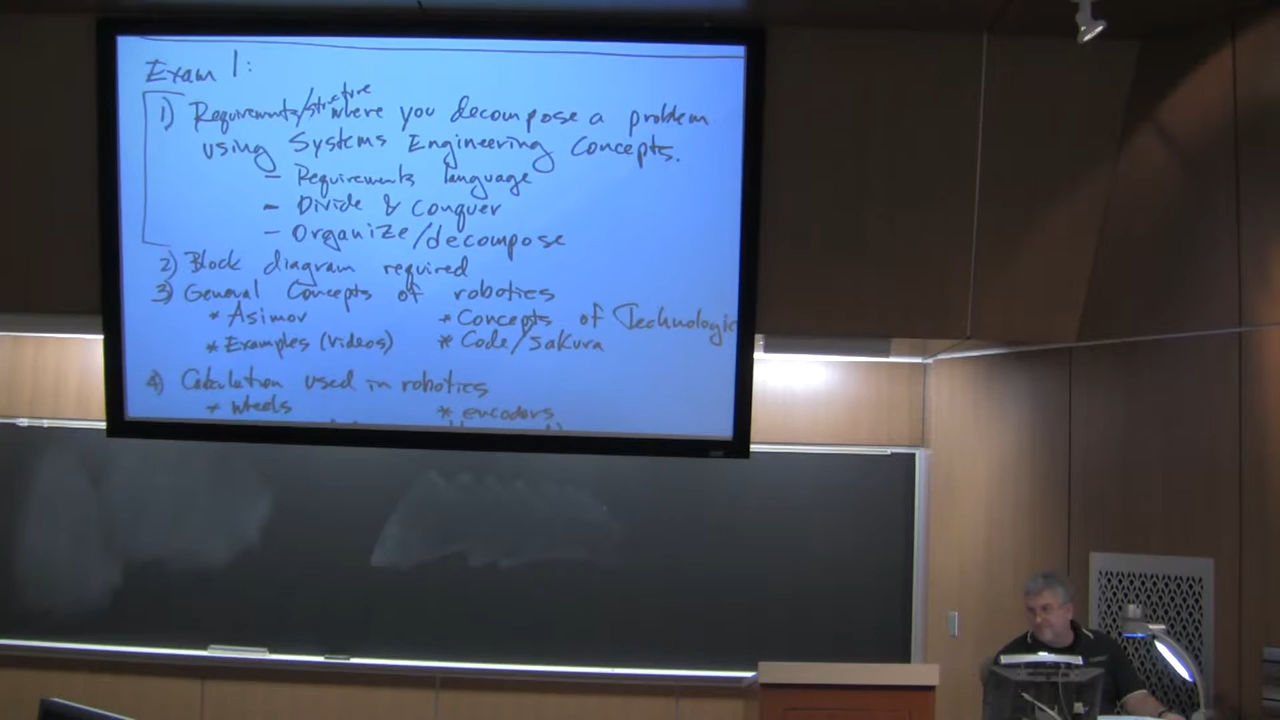 Exam 1:
1) Requirements/structure where you decompose a problem
using Systems Engineering Concepts.
- Requirements language
- Divide & Conquer
- Organize/decompose
2) Block diagram required
3) General Concepts of robotics
* Asimov * Concepts of Technologic
* Examples (videos) * Code/Sakura
4) Calculation used in robotics
* Wheels * encoders